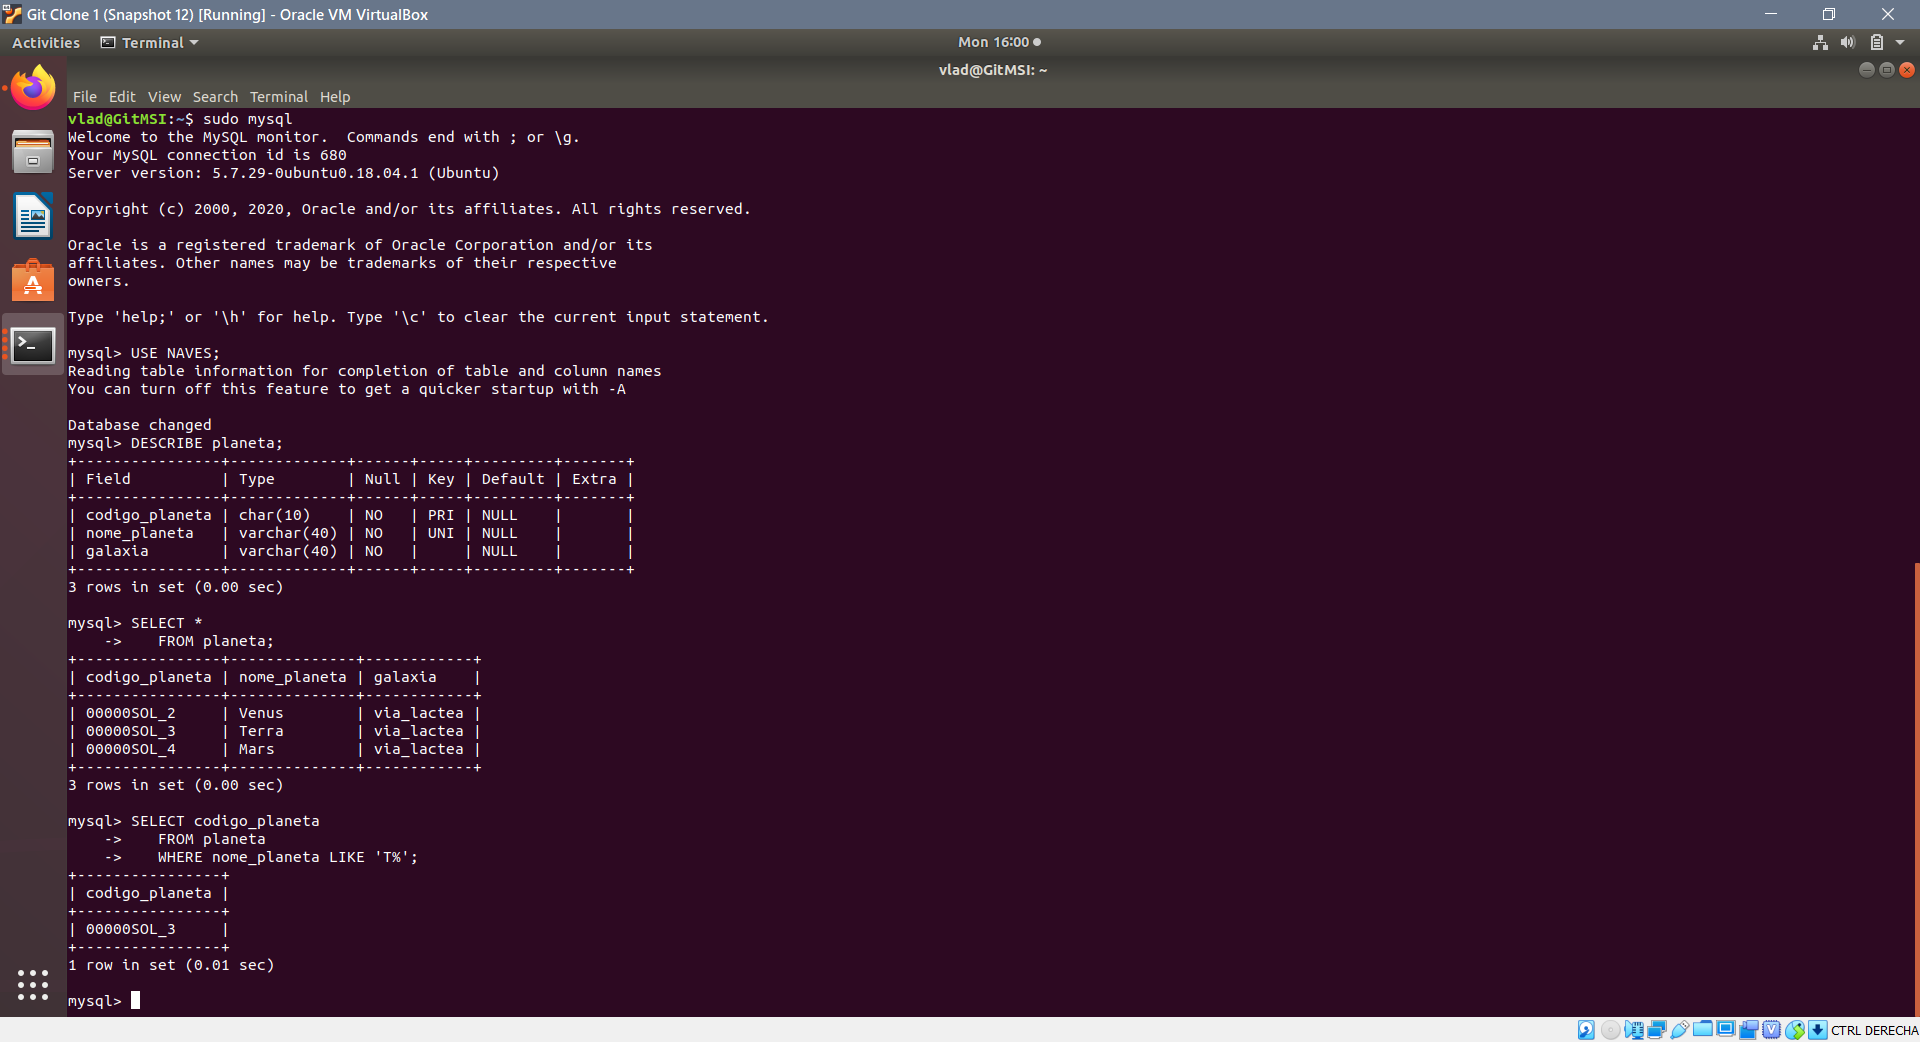 Git Clone 1 (Snapshot 12) [Running] - Oracle VM VirtualBox
Activities Terminal Mon 16:00
vlad@GitMSI: ~
File Edit View Search Terminal Help
vlad@GitMSI:~$ sudo mysql
Welcome to the MySQL monitor.  Commands end with ; or \g.
Your MySQL connection id is 680
Server version: 5.7.29-0ubuntu0.18.04.1 (Ubuntu)
Copyright (c) 2000, 2020, Oracle and/or its affiliates. All rights reserved.
Oracle is a registered trademark of Oracle Corporation and/or its
affiliates. Other names may be trademarks of their respective
owners.
Type 'help;' or '\h' for help. Type '\c' to clear the current input statement.
mysql> USE NAVES;
Reading table information for completion of table and column names
You can turn off this feature to get a quicker startup with -A
Database changed
mysql> DESCRIBE planeta;
+----------------+-------------+------+-----+---------+-------+
| Field          | Type        | Null | Key | Default | Extra |
+----------------+-------------+------+-----+---------+-------+
| codigo_planeta | char(10)    | NO   | PRI | NULL    |       |
| nome_planeta   | varchar(40) | NO   | UNI | NULL    |       |
| galaxia        | varchar(40) | NO   |     | NULL    |       |
+----------------+-------------+------+-----+---------+-------+
3 rows in set (0.00 sec)
mysql> SELECT *
    ->    FROM planeta;
+----------------+--------------+------------+
| codigo_planeta | nome_planeta | galaxia    |
+----------------+--------------+------------+
| 00000SOL_2     | Venus        | via_lactea |
| 00000SOL_3     | Terra        | via_lactea |
| 00000SOL_4     | Mars         | via_lactea |
+----------------+--------------+------------+
3 rows in set (0.00 sec)
mysql> SELECT codigo_planeta
    ->    FROM planeta
    ->    WHERE nome_planeta LIKE 'T%';
+----------------+
| codigo_planeta |
+----------------+
| 00000SOL_3     |
+----------------+
1 row in set (0.01 sec)
mysql>
CTRL DERECHA